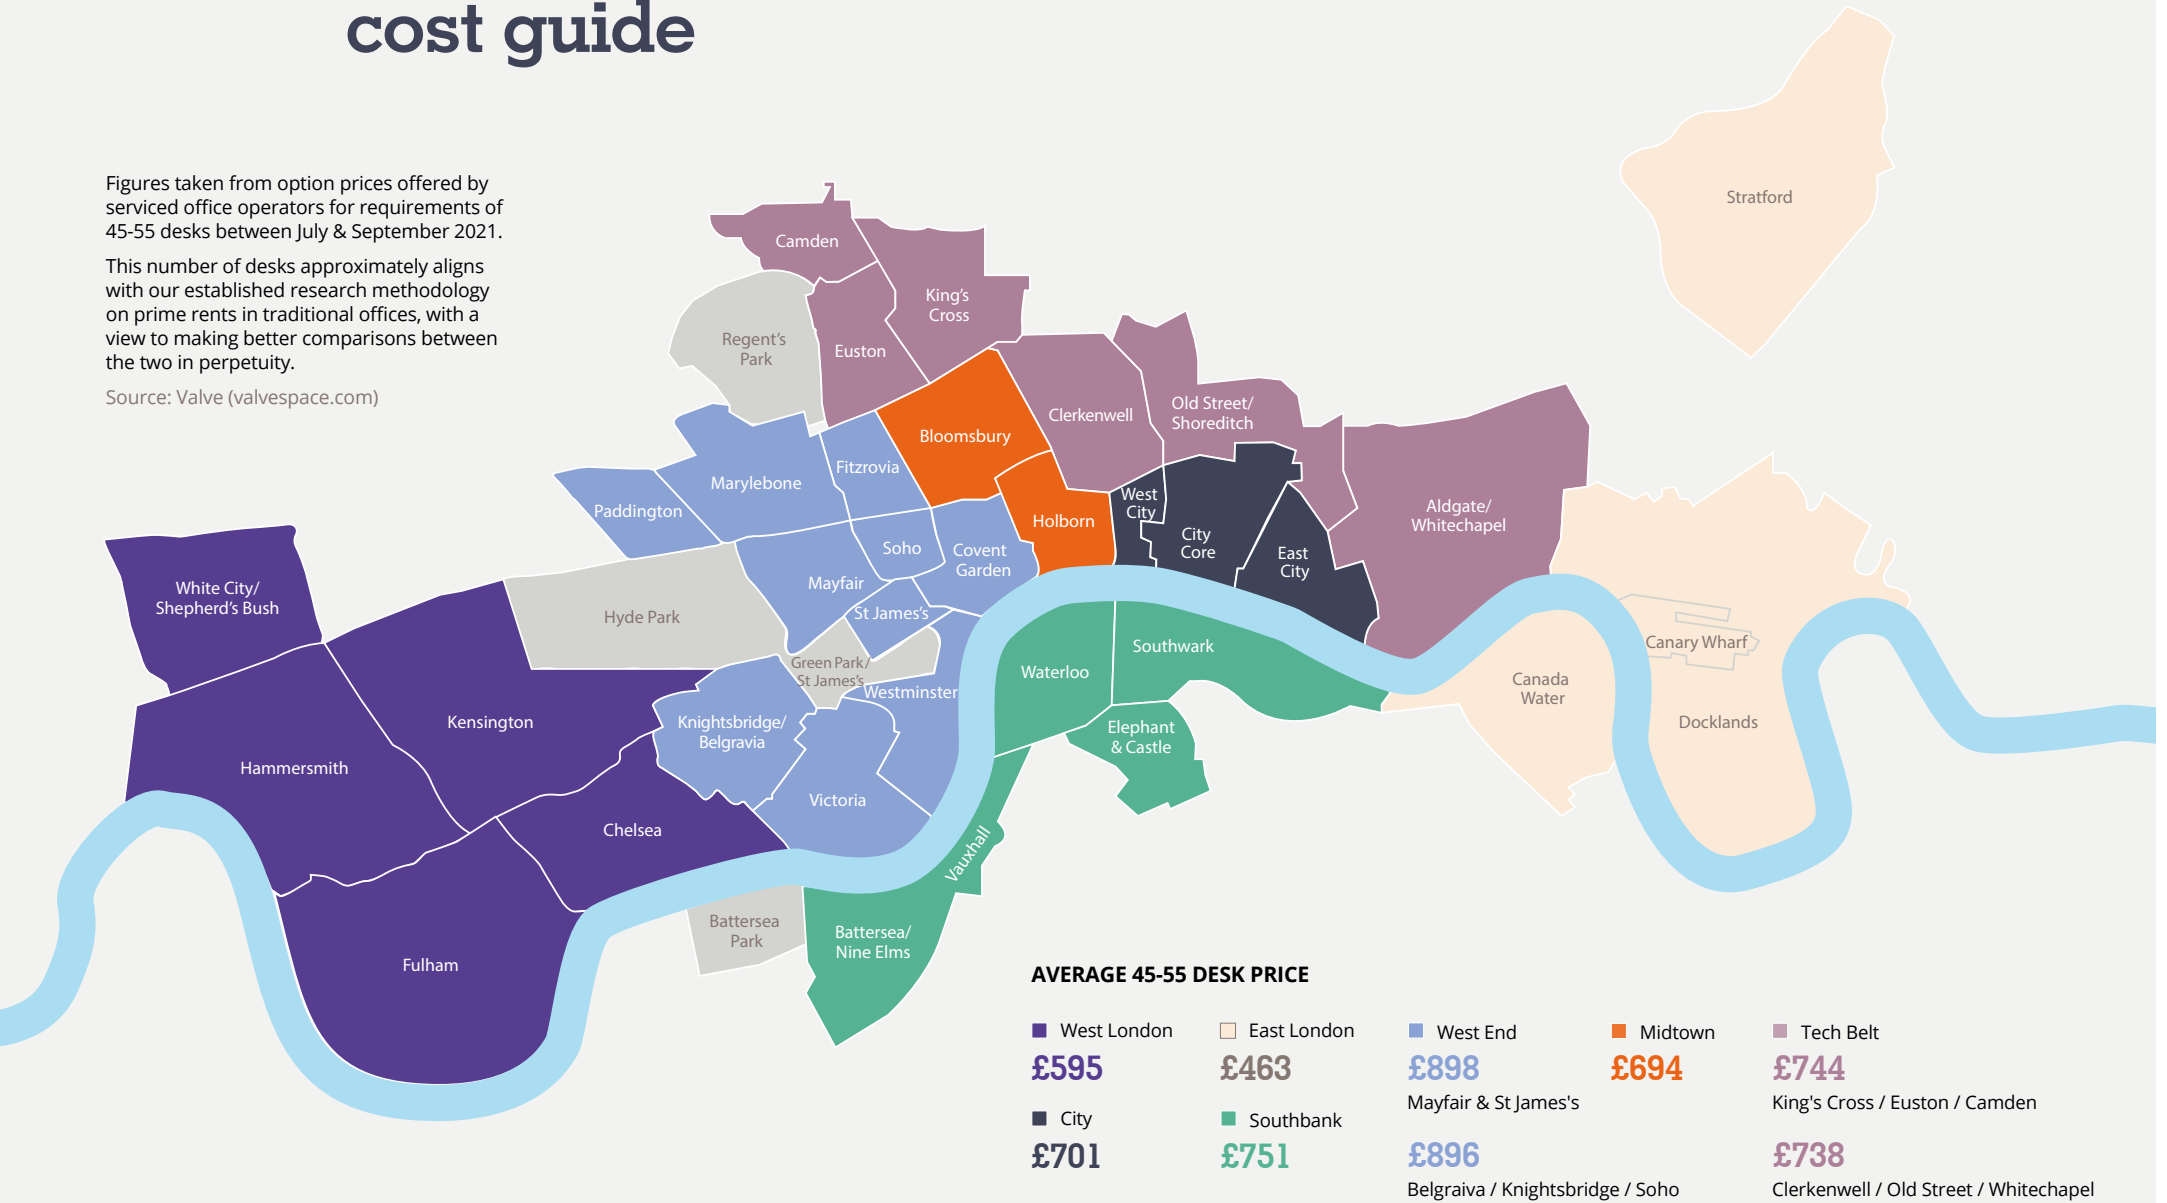 cost guide
Figures taken from option prices offered by
serviced office operators for requirements of
45-55 desks between July & September 2021.
This number of desks approximately aligns
with our established research methodology
on prime rents in traditional offices, with a
view to making better comparisons between
the two in perpetuity.
Source: Valve (valvespace.com)
Stratford
Camden
King's
Cross
Regent's
Park
Euston
Old Street/
Shoreditch
Clerkenwell
Bloomsbury
Fitzrovia
Marylebone
Paddington
West
City
Holborn
Aldgate/
Whitechapel
City
Core
Soho
Covent
Garden
East
City
Mayfair
White City/
Shepherd's Bush
Hyde Park
St James's
Canary Wharf
Southwark
Green Park/
St James's
Waterloo
Canada
Water
Westminster
Kensington
Knightsbridge/
Belgravia
Docklands
Elephant
& Castle
Hammersmith
Victoria
Chelsea
Vauxhall
Battersea
Park
Battersea/
Nine Elms
Fulham
AVERAGE 45-55 DESK PRICE
West London
£595
East London
£463
West End
£898
Mayfair & St James's
£896
Belgraiva / Knightsbridge / Soho
Midtown
£694
Tech Belt
£744
King's Cross / Euston / Camden
£738
Clerkenwell / Old Street / Whitechapel
City
£701
Southbank
£751